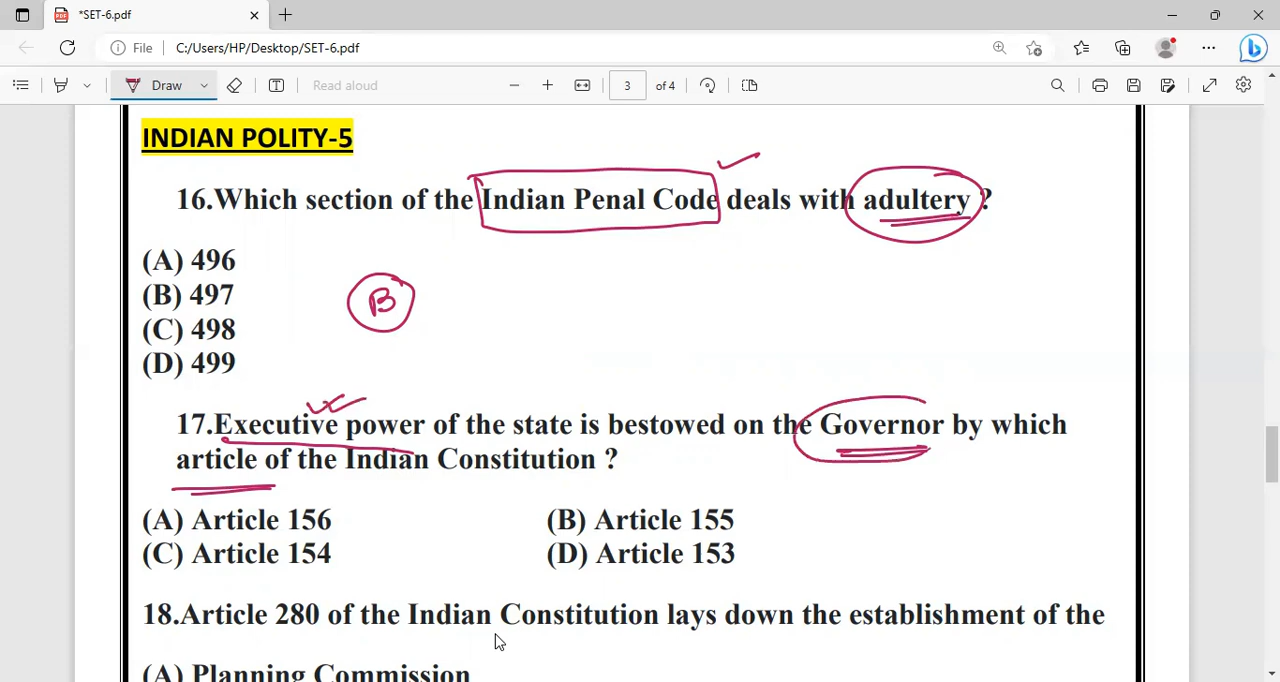 *SET-6.pdf
File C:/Users/HP/Desktop/SET-6.pdf
Draw Read aloud 3 of 4
INDIAN POLITY-5
16.Which section of the Indian Penal Code deals with adultery ?
(A) 496
(B) 497
B
(C) 498
(D) 499
17.Executive power of the state is bestowed on the Governor by which
article of the Indian Constitution ?
(A) Article 156 (B) Article 155
(C) Article 154 (D) Article 153
18.Article 280 of the Indian Constitution lays down the establishment of the
(A) Planning Commission